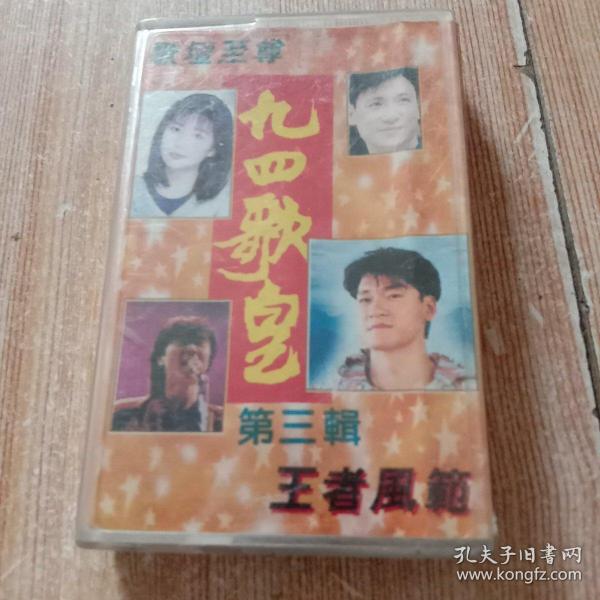 歌壇至尊
九四歌皇
第三輯
王者風範
孔夫子旧书网
www.kongfz.com